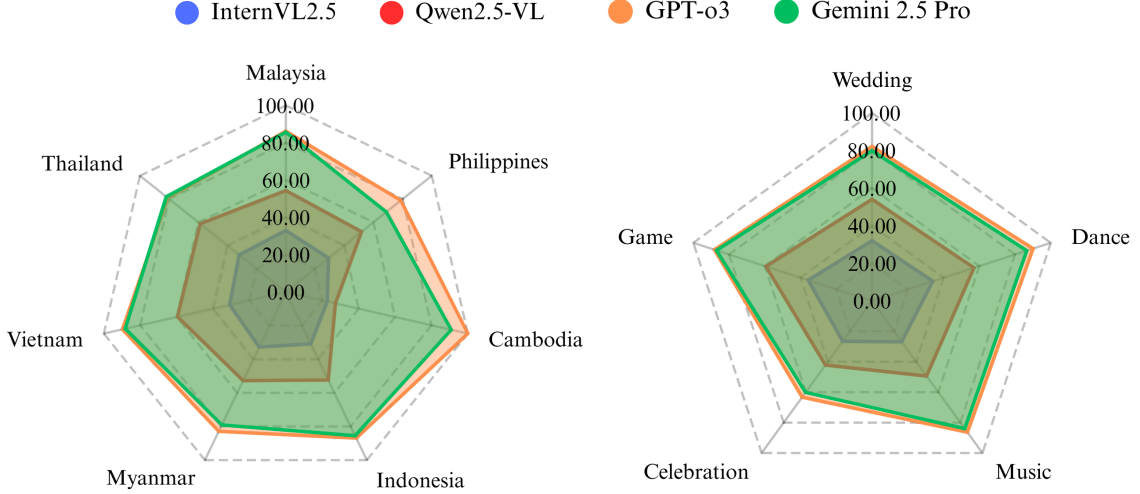 InternVL2.5 Qwen2.5-VL GPT-o3 Gemini 2.5 Pro
Malaysia
100.00
80.00
60.00
40.00
20.00
0.00
Thailand
Philippines
Vietnam
Cambodia
Myanmar
Indonesia
Wedding
100.00
80.00
60.00
40.00
20.00
0.00
Game
Dance
Celebration
Music